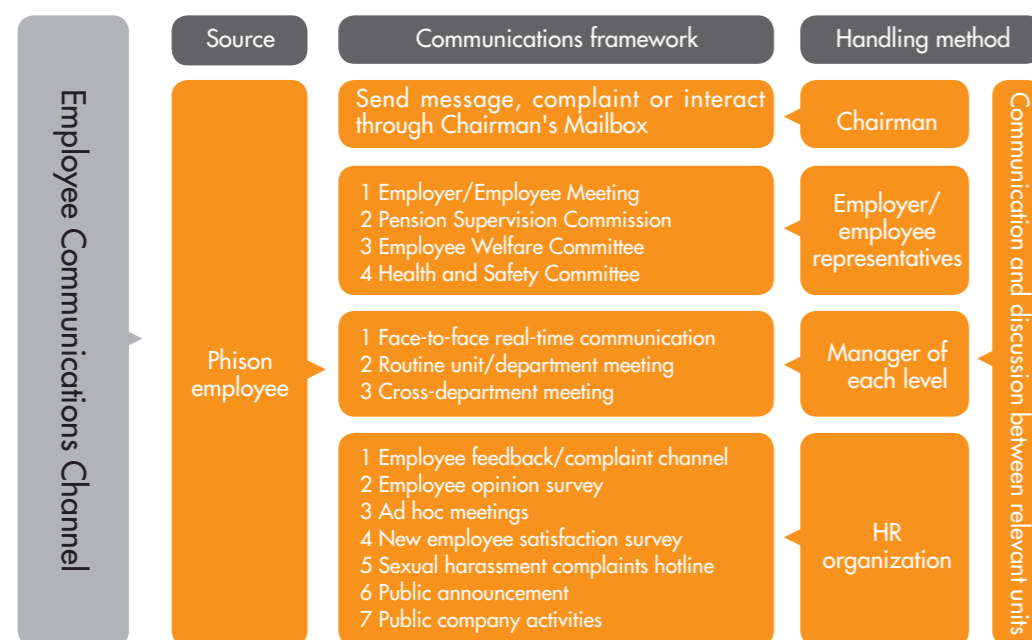 Employee Communications Channel
Source
Communications framework
Handling method
Phison
employee
Send message, complaint or interact
through Chairman's Mailbox
Chairman
1 Employer/Employee Meeting
2 Pension Supervision Commission
3 Employee Welfare Committee
4 Health and Safety Committee
Employer/
employee
representatives
1 Face-to-face real-time communication
2 Routine unit/department meeting
3 Cross-department meeting
Manager of
each level
1 Employee feedback/complaint channel
2 Employee opinion survey
3 Ad hoc meetings
4 New employee satisfaction survey
5 Sexual harassment complaints hotline
6 Public announcement
7 Public company activities
HR
organization
Communication and discussion between relevant units